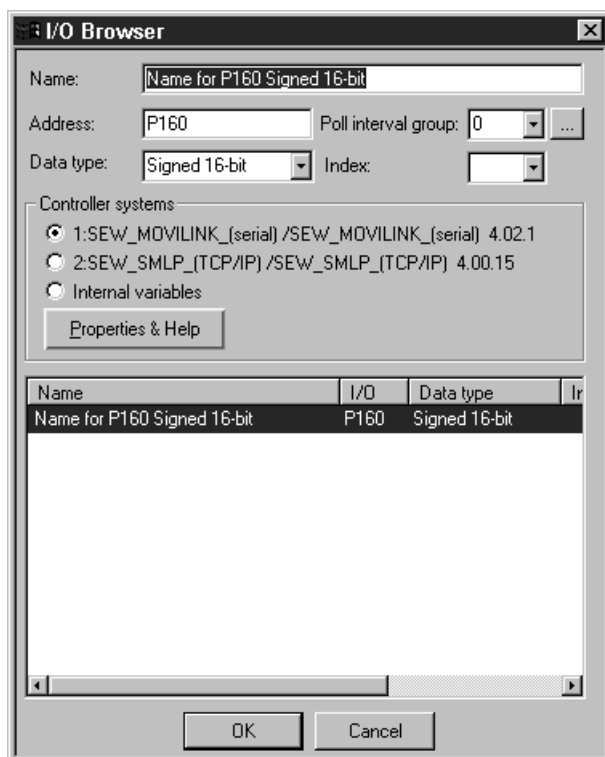 I/O Browser
Name: Name for P160 Signed 16-bit
Address: P160 Poll interval group: 0 ...
Data type: Signed 16-bit Index:
Controller systems
1:SEW_MOVILINK_(serial) /SEW_MOVILINK_(serial) 4.02.1
2:SEW_SMLP_(TCP/IP) /SEW_SMLP_(TCP/IP) 4.00.15
Internal variables
Properties & Help
Name I/O Data type Ir
Name for P160 Signed 16-bit P160 Signed 16-bit
OK Cancel